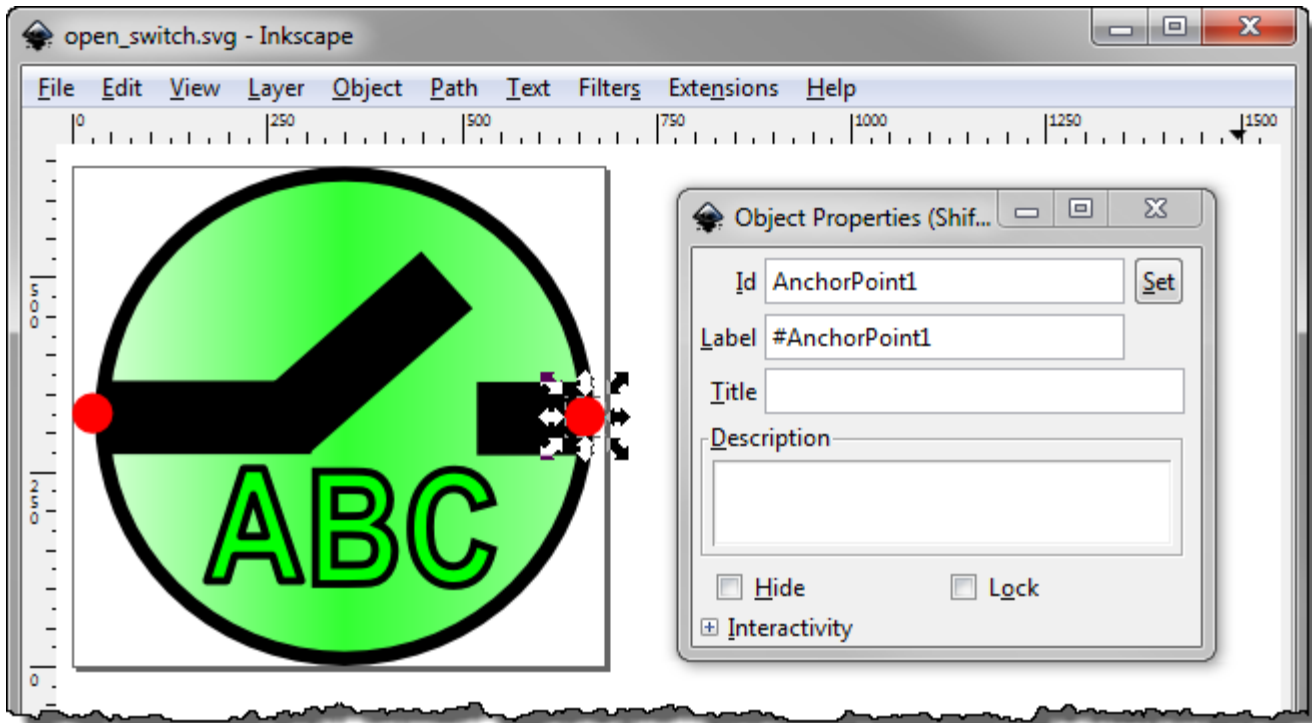 open_switch.svg - Inkscape
File Edit View Layer Object Path Text Filters Extensions Help
0 250 500 750 1000 1250 1500
Object Properties (Shif...
Id AnchorPoint1 Set
Label #AnchorPoint1
Title
Description
Hide Lock
Interactivity
500
250
0
ABC